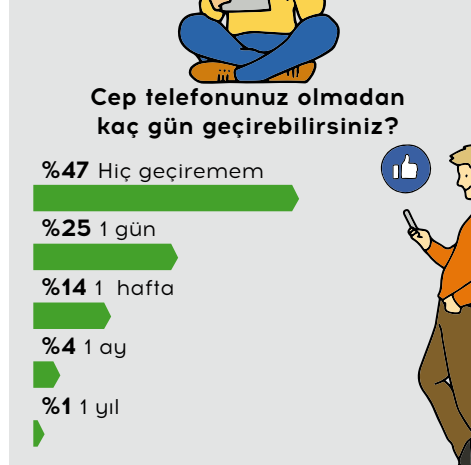 Cep telefonunuz olmadan
kaç gün geçirebilirsiniz?
%47 Hiç geçiremem
%25 1 gün
%14 1 hafta
%4 1 ay
%1 1 yıl